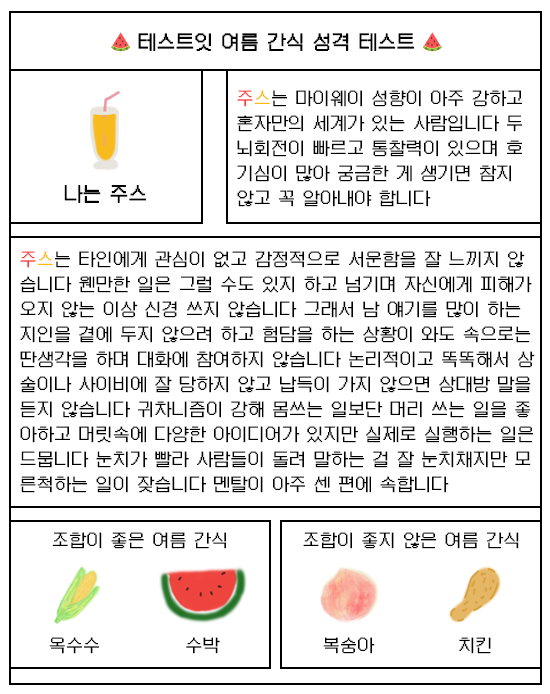 테스트잇 여름 간식 성격 테스트
나는 주스
주스는 마이웨이 성향이 아주 강하고
혼자만의 세계가 있는 사람입니다 두
뇌회전이 빠르고 통찰력이 있으며 호
기심이 많아 궁금한 게 생기면 참지
않고 꼭 알아내야 합니다
주스는 타인에게 관심이 없고 감정적으로 서운함을 잘 느끼지 않
습니다 웬만한 일은 그럴 수도 있지 하고 넘기며 자신에게 피해가
오지 않는 이상 신경 쓰지 않습니다 그래서 남 얘기를 많이 하는
지인을 곁에 두지 않으려 하고 험담을 하는 상황이 와도 속으로는
딴생각을 하며 대화에 참여하지 않습니다 논리적이고 똑똑해서 상
술이나 사이비에 잘 당하지 않고 납득이 가지 않으면 상대방 말을
듣지 않습니다 귀차니즘이 강해 몸쓰는 일보단 머리 쓰는 일을 좋
아하고 머릿속에 다양한 아이디어가 있지만 실제로 실행하는 일은
드뭅니다 눈치가 빨라 사람들이 돌려 말하는 걸 잘 눈치채지만 모
른척하는 일이 잦습니다 멘탈이 아주 센 편에 속합니다
조합이 좋은 여름 간식
옥수수
수박
조합이 좋지 않은 여름 간식
복숭아
치킨